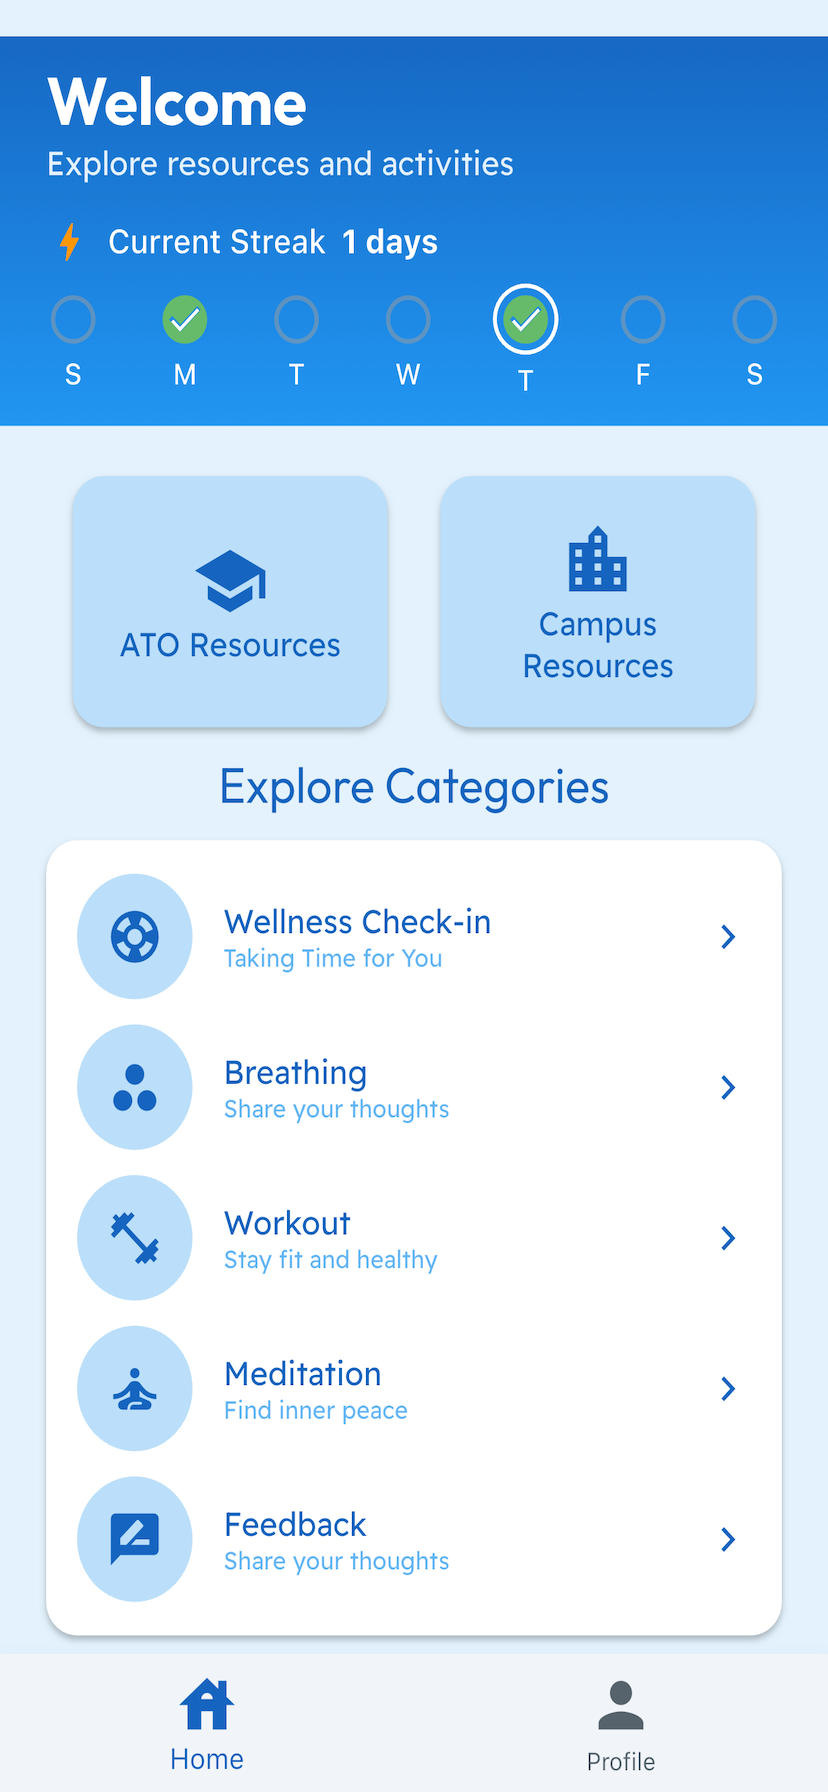 Welcome
Explore resources and activities
Current Streak 1 days
S M T W T F S
ATO Resources
Campus
Resources
Explore Categories
Wellness Check-in
Taking Time for You
Breathing
Share your thoughts
Workout
Stay fit and healthy
Meditation
Find inner peace
Feedback
Share your thoughts
Home
Profile